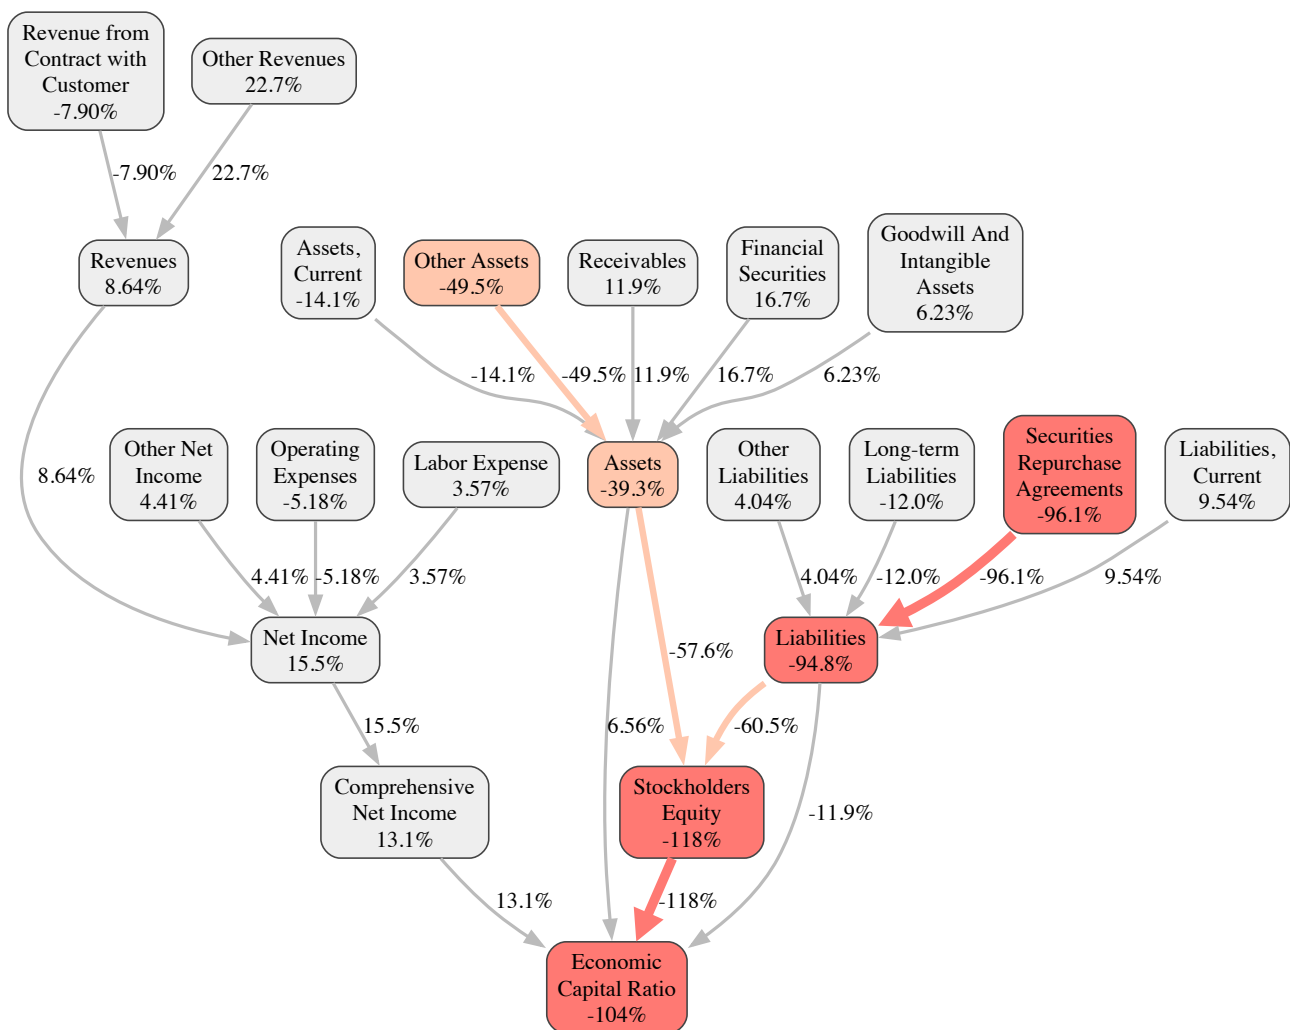 Revenue from
Contract with
Customer
-7.90%
Other Revenues
22.7%
-7.90%
22.7%
Revenues
8.64%
Assets,
Current
-14.1%
Other Assets
-49.5%
Receivables
11.9%
Financial
Securities
16.7%
Goodwill And
Intangible
Assets
6.23%
-14.1%
-49.5%
11.9%
16.7%
6.23%
8.64%
Other Net
Income
4.41%
Operating
Expenses
-5.18%
Labor Expense
3.57%
Assets
-39.3%
Other
Liabilities
4.04%
Long-term
Liabilities
-12.0%
Securities
Repurchase
Agreements
-96.1%
Liabilities,
Current
9.54%
4.41%
-5.18%
3.57%
4.04%
-12.0%
-96.1%
9.54%
Net Income
15.5%
-57.6%
Liabilities
-94.8%
15.5%
6.56%
-60.5%
Comprehensive
Net Income
13.1%
Stockholders
Equity
-118%
-11.9%
13.1%
-118%
Economic
Capital Ratio
-104%